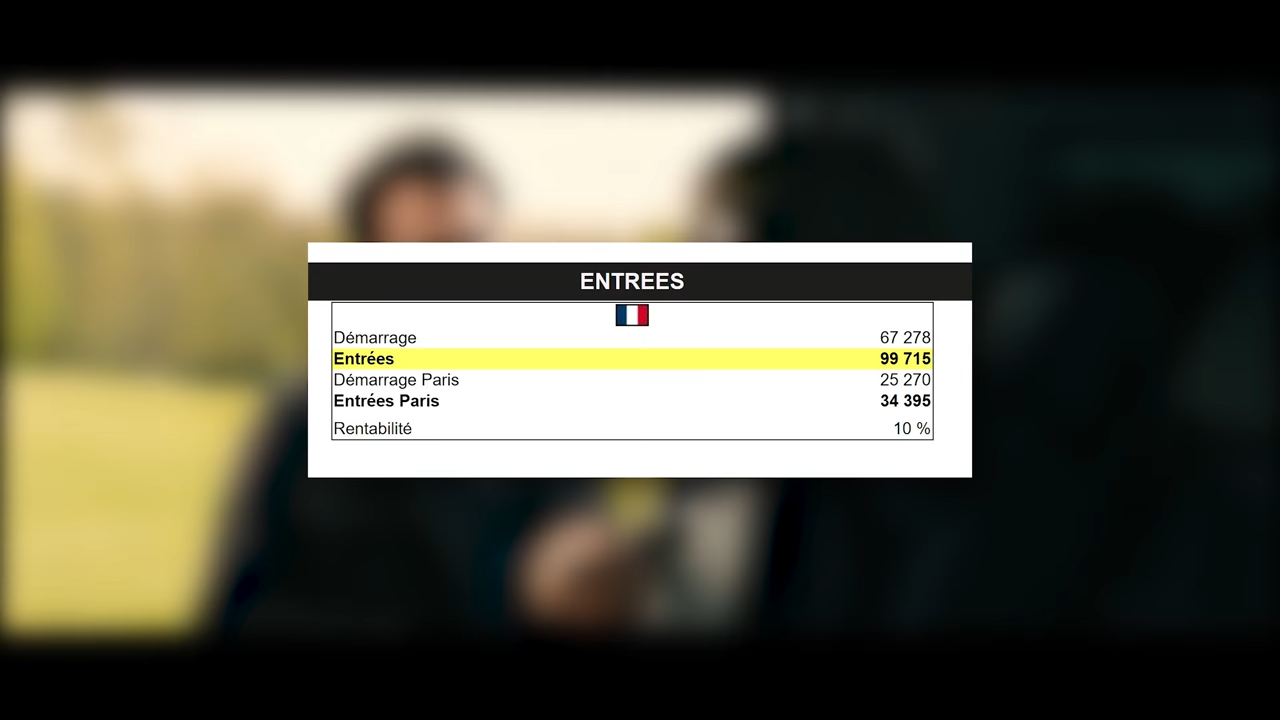 ENTREES
Démarrage 67 278
Entrées 99 715
Démarrage Paris 25 270
Entrées Paris 34 395
Rentabilité 10 %